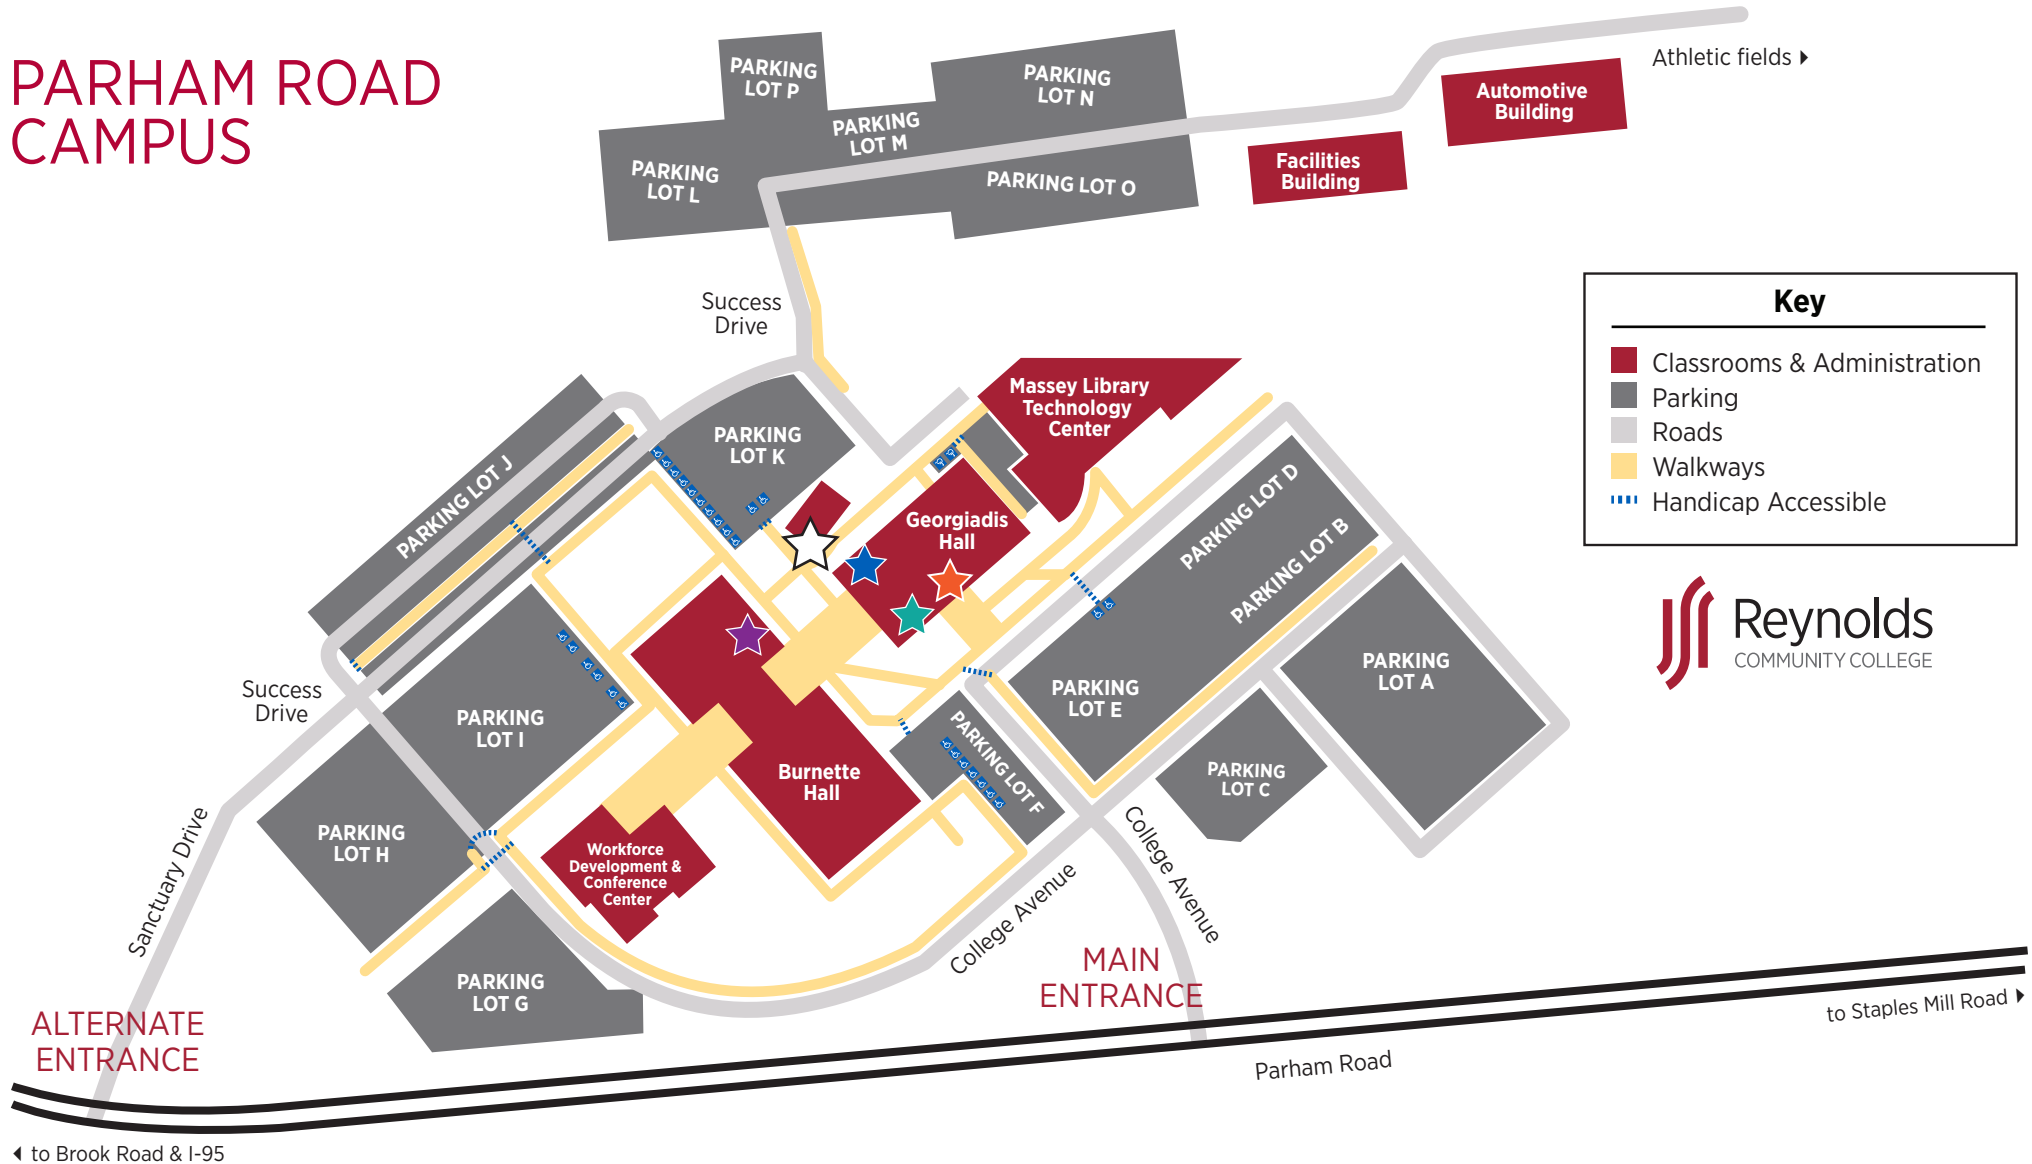 PARHAM ROAD
CAMPUS
PARKING
LOT P
PARKING
LOT N
PARKING
LOT M
PARKING
LOT L
PARKING LOT O
Athletic fields
Automotive
Building
Facilities
Building
Success
Drive
Key
Classrooms & Administration
Parking
Roads
Walkways
Handicap Accessible
Massey Library
Technology
Center
PARKING
LOT K
PARKING LOT J
Georgiadis
Hall
PARKING LOT D
PARKING LOT B
Reynolds
COMMUNITY COLLEGE
PARKING
LOT A
PARKING
LOT E
Success
Drive
PARKING
LOT I
PARKING LOT F
Burnette
Hall
PARKING
LOT C
PARKING
LOT H
Workforce
Development &
Conference
Center
Sanctuary Drive
College Avenue
College Avenue
PARKING
LOT G
MAIN
ENTRANCE
ALTERNATE
ENTRANCE
to Staples Mill Road
Parham Road
to Brook Road & I-95